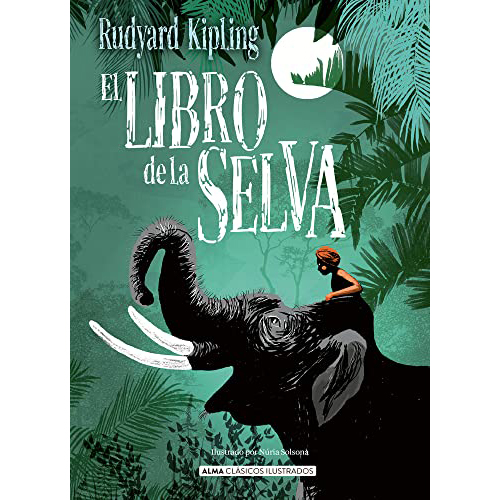 Rudyard Kipling
EL LIBRO
de la SELVA
Ilustrado por Núria Solsona
ALMA CLÁSICOS ILUSTRADOS